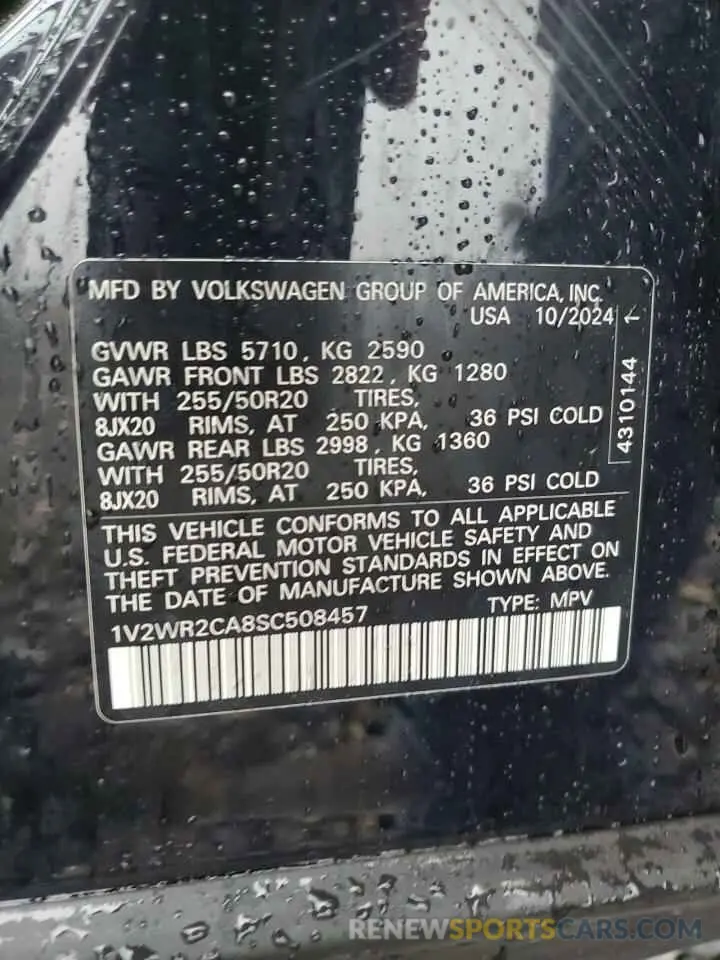 MFD BY VOLKSWAGEN GROUP OF AMERICA, INC.
USA 10/2024
GVWR LBS 5710, KG 2590
GAWR FRONT LBS 2822, KG 1280
WITH 255/50R20 TIRES,
8JX20 RIMS, AT 250 KPA, 36 PSI COLD
GAWR REAR LBS 2998, KG 1360
WITH 255/50R20 TIRES,
8JX20 RIMS, AT 250 KPA, 36 PSI COLD
4310144 1
THIS VEHICLE CONFORMS TO ALL APPLICABLE
U.S. FEDERAL MOTOR VEHICLE SAFETY AND
THEFT PREVENTION STANDARDS IN EFFECT ON
THE DATE OF MANUFACTURE SHOWN ABOVE.
1V2WR2CA8SC508457 TYPE: MPV
RENEWSPORTSCARS.COM